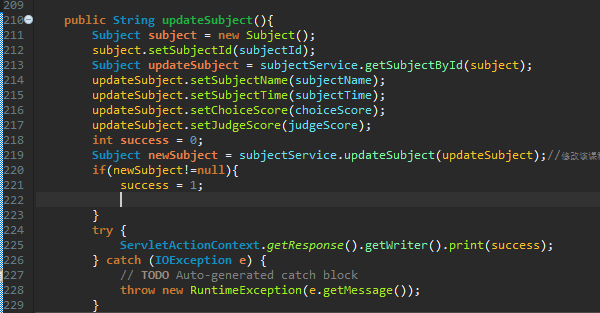 209
210 public String updateSubject(){
211 Subject subject = new Subject();
212 subject.setSubjectId(subjectId);
213 Subject updateSubject = subjectService.getSubjectById(subject);
214 updateSubject.setSubjectName(subjectName);
215 updateSubject.setSubjectTime(subjectTime);
216 updateSubject.setChoiceScore(choiceScore);
217 updateSubject.setJudgeScore(judgeScore);
218 int success = 0;
219 Subject newSubject = subjectService.updateSubject(updateSubject);//修改该课
220 if(newSubject!=null){
221 success = 1;
222
223 }
224 try {
225 ServletActionContext.getResponse().getWriter().print(success);
226 } catch (IOException e) {
227 // TODO Auto-generated catch block
228 throw new RuntimeException(e.getMessage());
229 }